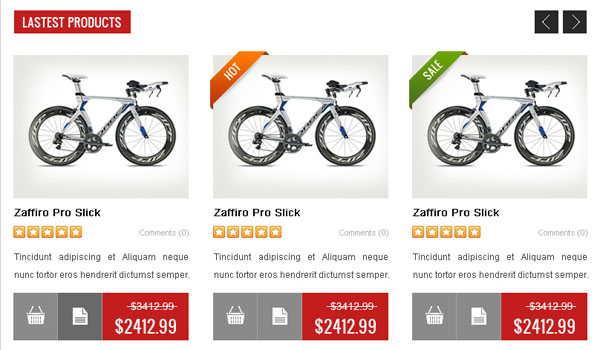 LASTEST PRODUCTS
HOT
SALE
Zaffiro Pro Slick
Comments (0)
Tincidunt adipiscing et Aliquam neque
nunc tortor eros hendrerit dictumst semper.
$3412.99
$2412.99
Zaffiro Pro Slick
Comments (0)
Tincidunt adipiscing et Aliquam neque
nunc tortor eros hendrerit dictumst semper.
$3412.99
$2412.99
Zaffiro Pro Slick
Comments (0)
Tincidunt adipiscing et Aliquam neque
nunc tortor eros hendrerit dictumst semper.
$3412.99
$2412.99